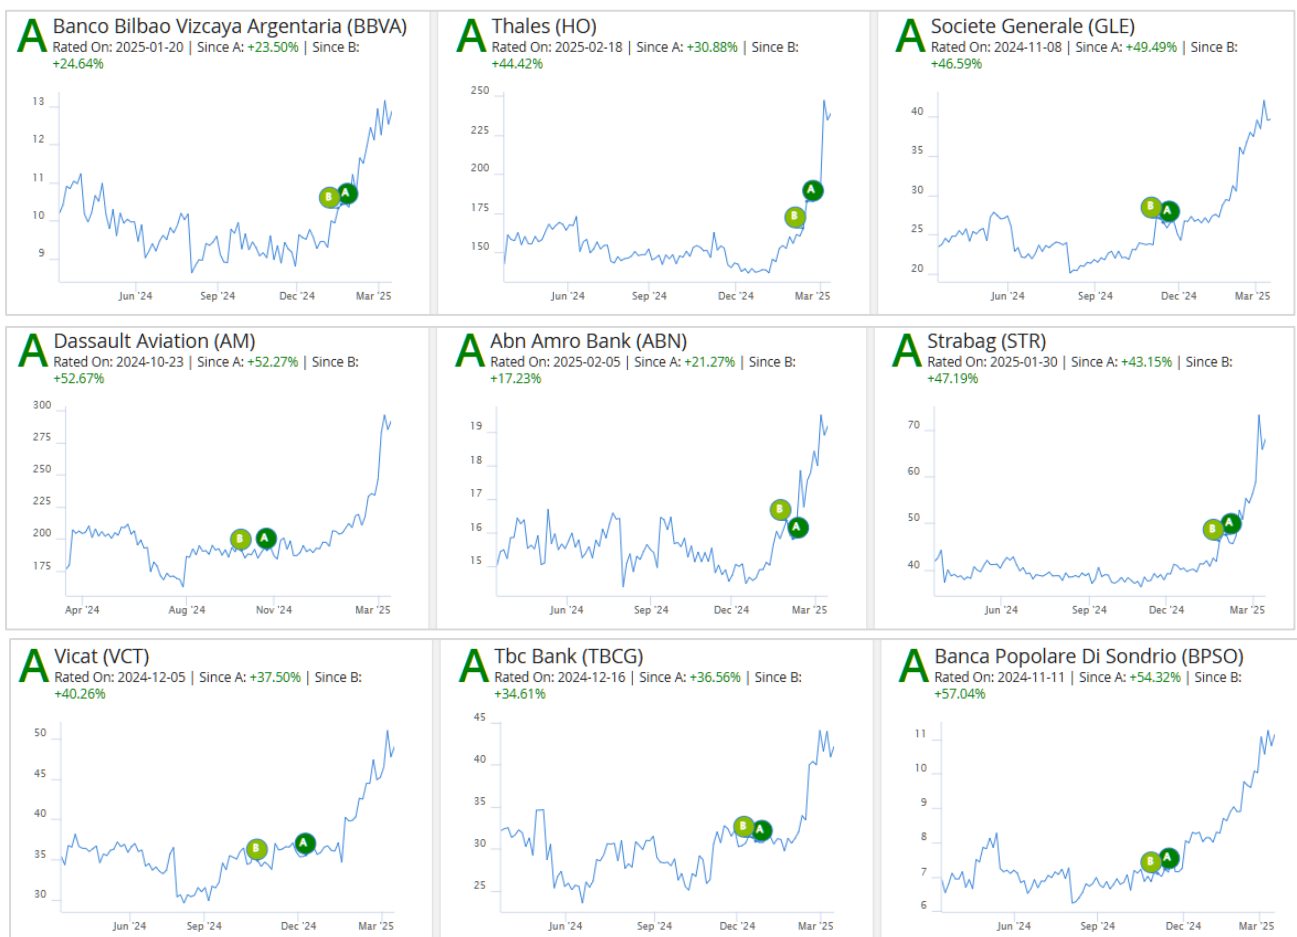 A Banco Bilbao Vizcaya Argentaria (BBVA)
Rated On: 2025-01-20 | Since A: +23.50% | Since B:
+24.64%
13
12
11
10
9
B A
Jun '24 Sep '24 Dec '24 Mar '25
A Thales (HO)
Rated On: 2025-02-18 | Since A: +30.88% | Since B:
+44.42%
250
225
200
175
150
B A
Jun '24 Sep '24 Dec '24 Mar '25
A Societe Generale (GLE)
Rated On: 2024-11-08 | Since A: +49.49% | Since B:
+46.59%
40
35
30
25
20
B A
Jun '24 Sep '24 Dec '24 Mar '25
A Dassault Aviation (AM)
Rated On: 2024-10-23 | Since A: +52.27% | Since B:
+52.67%
300
275
250
225
200
175
B A
Apr '24 Aug '24 Nov '24 Mar '25
A Abn Amro Bank (ABN)
Rated On: 2025-02-05 | Since A: +21.27% | Since B:
+17.23%
19
18
17
16
15
B A
Jun '24 Sep '24 Dec '24 Mar '25
A Strabag (STR)
Rated On: 2025-01-30 | Since A: +43.15% | Since B:
+47.19%
70
60
50
40
B A
Jun '24 Sep '24 Dec '24 Mar '25
A Vicat (VCT)
Rated On: 2024-12-05 | Since A: +37.50% | Since B:
+40.26%
50
45
40
35
30
B A
Jun '24 Sep '24 Dec '24 Mar '25
A Tbc Bank (TBCG)
Rated On: 2024-12-16 | Since A: +36.56% | Since B:
+34.61%
45
40
35
30
25
B A
Jun '24 Sep '24 Dec '24 Mar '25
A Banca Popolare Di Sondrio (BPSO)
Rated On: 2024-11-11 | Since A: +54.32% | Since B:
+57.04%
11
10
9
8
7
6
B A
Jun '24 Sep '24 Dec '24 Mar '25